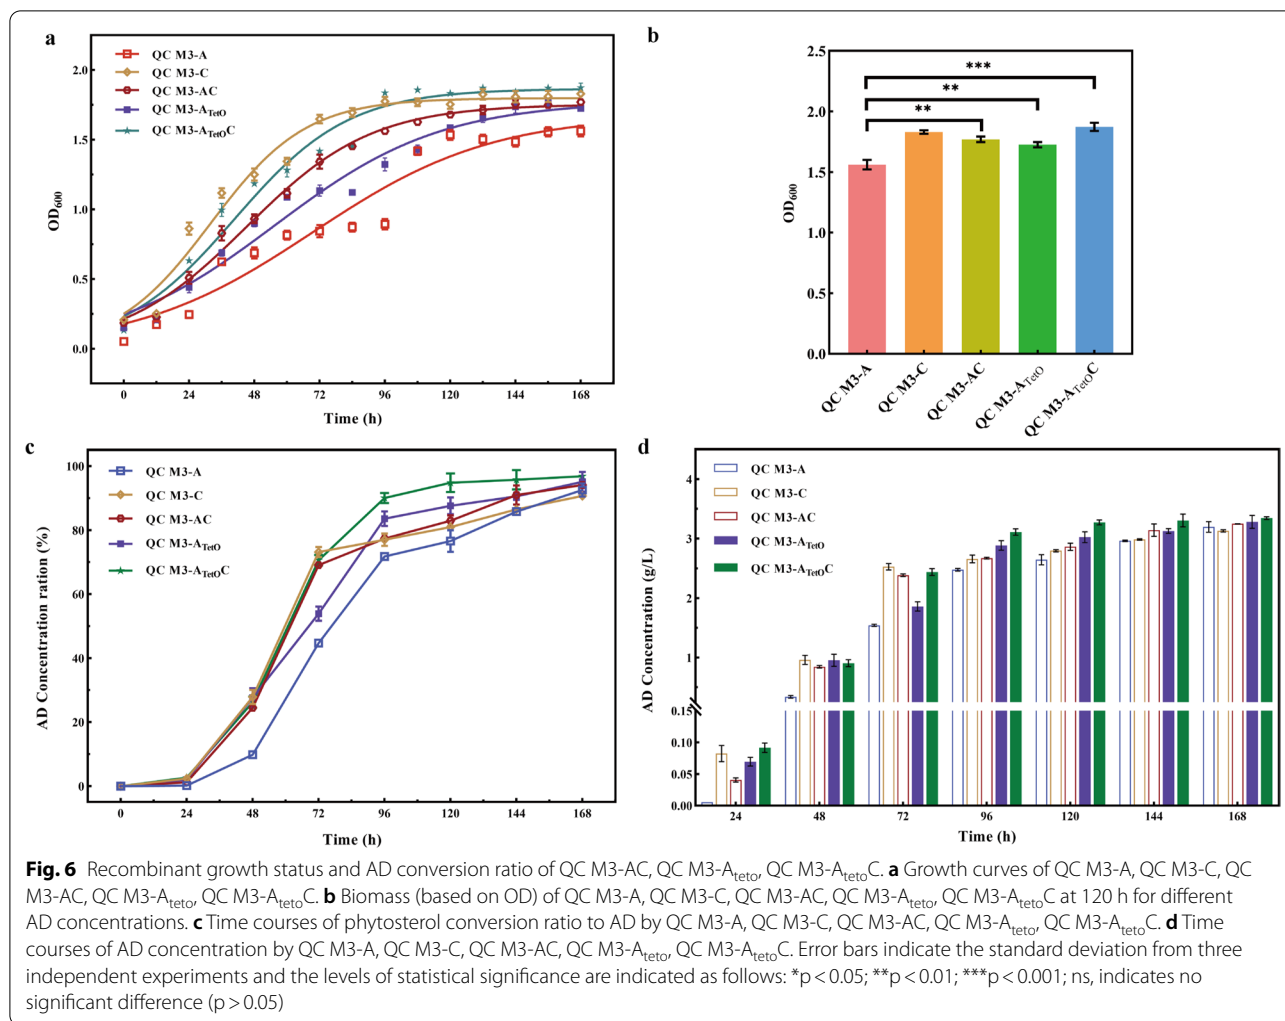 a
QC M3-A
QC M3-C
QC M3-AC
QC M3-ATetO
QC M3-ATetOC
OD600
2.0
1.5
1.0
0.5
0.0
0 24 48 72 96 120 144 168
Time (h)
b
***
**
**
OD600
2.5
2.0
1.5
1.0
0.5
0.0
QC M3-A
QC M3-C
QC M3-AC
QC M3-ATetO
QC M3-ATetOC
c
QC M3-A
QC M3-C
QC M3-AC
QC M3-ATetO
QC M3-ATetOC
AD Concentration ration (%)
100
80
60
40
20
0
0 24 48 72 96 120 144 168
Time (h)
d
QC M3-A
QC M3-C
QC M3-AC
QC M3-ATetO
QC M3-ATetOC
AD Concentration (g/L)
4
3
2
1
0.15
0.10
0.05
0.00
24 48 72 96 120 144 168
Time (h)
Fig. 6 Recombinant growth status and AD conversion ratio of QC M3-AC, QC M3-Ateto, QC M3-AtetoC. a Growth curves of QC M3-A, QC M3-C, QC
M3-AC, QC M3-Ateto, QC M3-AtetoC. b Biomass (based on OD) of QC M3-A, QC M3-C, QC M3-AC, QC M3-Ateto, QC M3-AtetoC at 120 h for different
AD concentrations. c Time courses of phytosterol conversion ratio to AD by QC M3-A, QC M3-C, QC M3-AC, QC M3-Ateto, QC M3-AtetoC. d Time
courses of AD concentration by QC M3-A, QC M3-C, QC M3-AC, QC M3-Ateto, QC M3-AtetoC. Error bars indicate the standard deviation from three
independent experiments and the levels of statistical significance are indicated as follows: *p < 0.05; **p < 0.01; ***p < 0.001; ns, indicates no
significant difference (p > 0.05)